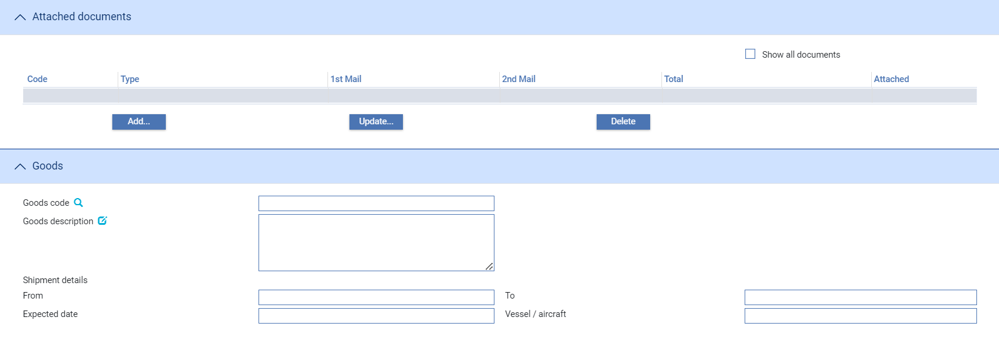 Attached documents
Show all documents
Code Type 1st Mail 2nd Mail Total Attached
Add... Update... Delete
Goods
Goods code
Goods description
Shipment details
From To
Expected date Vessel / aircraft